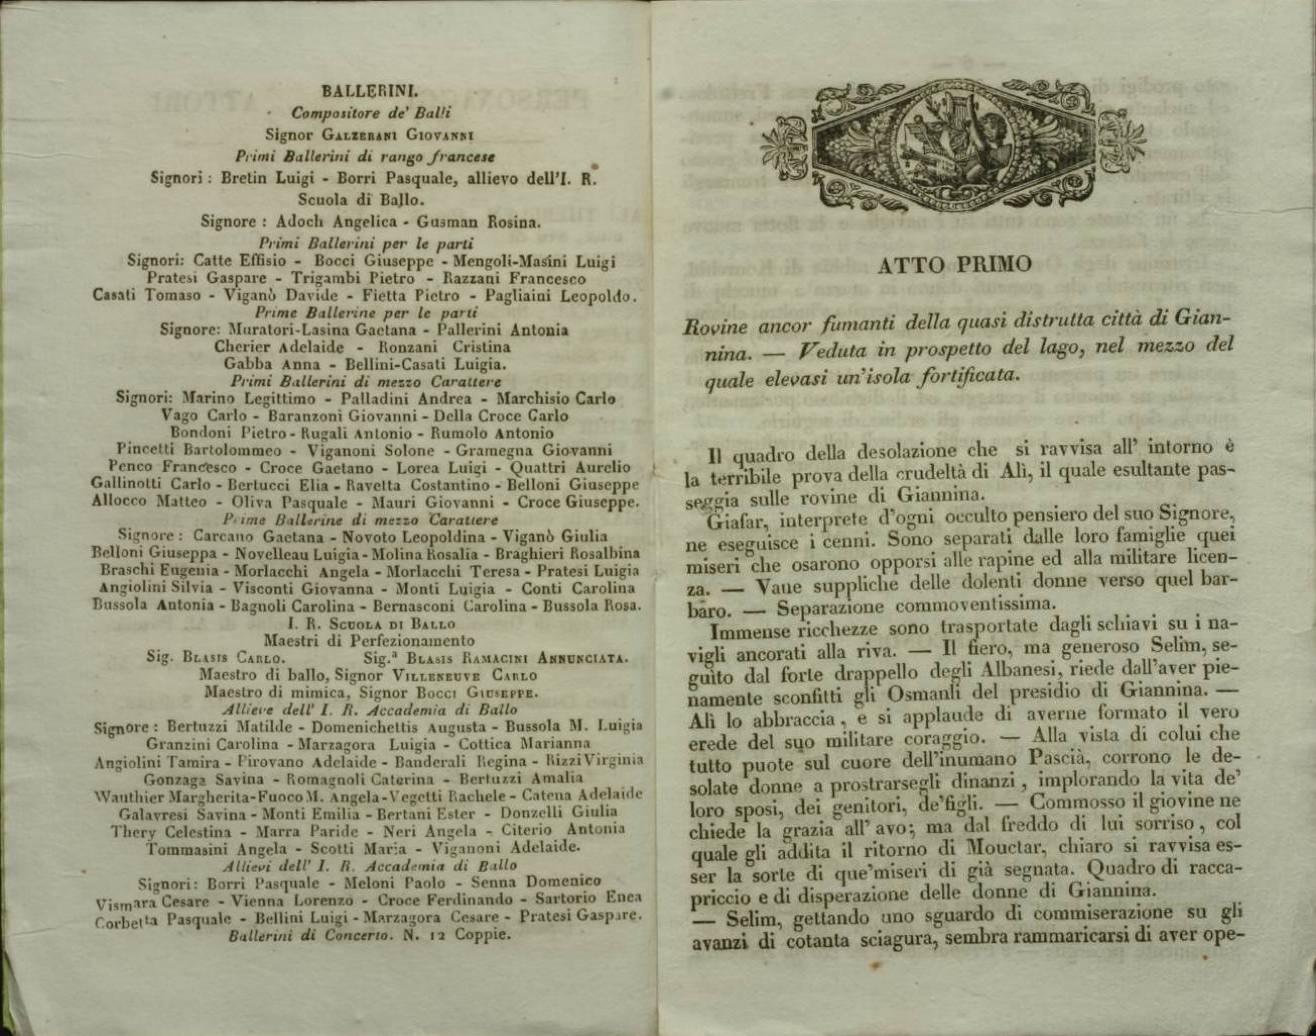 BALLERINI.
Compositore de' Balli
Signor GALZERANI GIOVANNI
Primi Ballerini di rango francese
Signori : Bretin Luigi - Borri Pasquale, allievo dell'I. R.
Scuola di Ballo.
Signore : Adoch Angelica - Gusman Rosina.
Primi Ballerini per le parti
Signori: Catte Effisio - Bocci Giuseppe - Mengoli-Masini Luigi
Pratesi Gaspare - Trigambi Pietro - Razzani Francesco
Casati Tomaso - Viganò Davide - Fietta Pietro - Pagliaini Leopoldo.
Prime Ballerine per le parti
Signore: Muratori-Lasina Gaetana - Pallerini Antonia
Cherier Adelaide - Ronzani Cristina
Gabba Anna - Bellini-Casati Luigia.
Primi Ballerini di mezzo Carattere
Signori: Marino Legittimo - Palladini Andrea - Marchisio Carlo
Vago Carlo - Baranzoni Giovanni - Della Croce Carlo
Bondoni Pietro - Rugali Antonio - Rumolo Antonio
Pincetti Bartolommeo - Viganoni Solone - Gramegna Giovanni
Penco Francesco - Croce Gaetano - Lorea Luigi - Quattri Aurelio
Gallinotti Carlo - Bertucci Elia - Ravetta Costantino - Belloni Giuseppe
Allocco Matteo - Oliva Pasquale - Mauri Giovanni - Croce Giuseppe.
Prime Ballerine di mezzo Carattere
Signore : Carcano Gaetana - Novoto Leopoldina - Viganò Giulia
Belloni Giuseppa - Novelleau Luigia - Molina Rosalia - Braghieri Rosalbina
Braschi Eugenia - Morlacchi Angela - Morlacchi Teresa - Pratesi Luigia
Angiolini Silvia - Visconti Giovanna - Monti Luigia - Conti Carolina
Bussola Antonia - Bagnoli Carolina - Bernasconi Carolina - Bussola Rosa.
I. R. SCUOLA DI BALLO
Maestri di Perfezionamento
Sig. BLASIS CARLO. Sig.ª BLASIS RAMACINI ANNUNCIATA.
Maestro di ballo, Signor VILLENEUVE CARLO
Maestro di mimica, Signor BOCCI GIUSEPPE.
Allieve dell' I. R. Accademia di Ballo
Signore : Bertuzzi Matilde - Domenichettis Augusta - Bussola M. Luigia
Granzini Carolina - Marzagora Luigia - Cottica Marianna
Angiolini Tamira - Pirovano Adelaide - Banderali Regina - Rizzi Virginia
Gonzaga Savina - Romagnoli Caterina - Bertuzzi Amalia
Wauthier Margherita-Fuoco M. Angela-Vegetti Rachele - Catena Adelaide
Galavresi Savina - Monti Emilia - Bertani Ester - Donzelli Giulia
Thery Celestina - Marra Paride - Neri Angela - Citerio Antonia
Tommasini Angela - Scotti Maria - Viganoni Adelaide.
Allievi dell' I. R. Accademia di Ballo
Signori: Borri Pasquale - Meloni Paolo - Senna Domenico
Vismara Cesare - Vienna Lorenzo - Croce Ferdinando - Sartorio Enea
Corbetta Pasquale - Bellini Luigi - Marzagora Cesare - Pratesi Gaspare.
Ballerini di Concerto. N. 12 Coppie.
ATTO PRIMO
Rovine ancor fumanti della quasi distrutta città di Gian-
nina. — Veduta in prospetto del lago, nel mezzo del
quale elevasi un'isola fortificata.
Il quadro della desolazione che si ravvisa all' intorno è
la terribile prova della crudeltà di Alì, il quale esultante pas-
seggia sulle rovine di Giannina.
Giafar, interprete d'ogni occulto pensiero del suo Signore,
ne eseguisce i cenni. Sono separati dalle loro famiglie quei
miseri che osarono opporsi alle rapine ed alla militare licen-
za. — Vane suppliche delle dolenti donne verso quel bar-
baro. — Separazione commoventissima.
Immense ricchezze sono trasportate dagli schiavi su i na-
vigli ancorati alla riva. — Il fiero, ma generoso Selim, se-
guito dal forte drappello degli Albanesi, riede dall'aver pie-
namente sconfitti gli Osmanli del presidio di Giannina. —
Alì lo abbraccia, e si applaude di averne formato il vero
erede del suo militare coraggio. — Alla vista di colui che
tutto puote sul cuore dell'inumano Pascià, corrono le de-
solate donne a prostrarsegli dinanzi, implorando la vita de'
loro sposi, dei genitori, de'figli. — Commosso il giovine ne
chiede la grazia all' avo; ma dal freddo di lui sorriso, col
quale gli addita il ritorno di Mouctar, chiaro si ravvisa es-
ser la sorte di que'miseri di già segnata. Quadro di racca-
priccio e di disperazione delle donne di Giannina.
— Selim, gettando uno sguardo di commiserazione su gli
avanzi di cotanta sciagura, sembra rammaricarsi di aver ope-